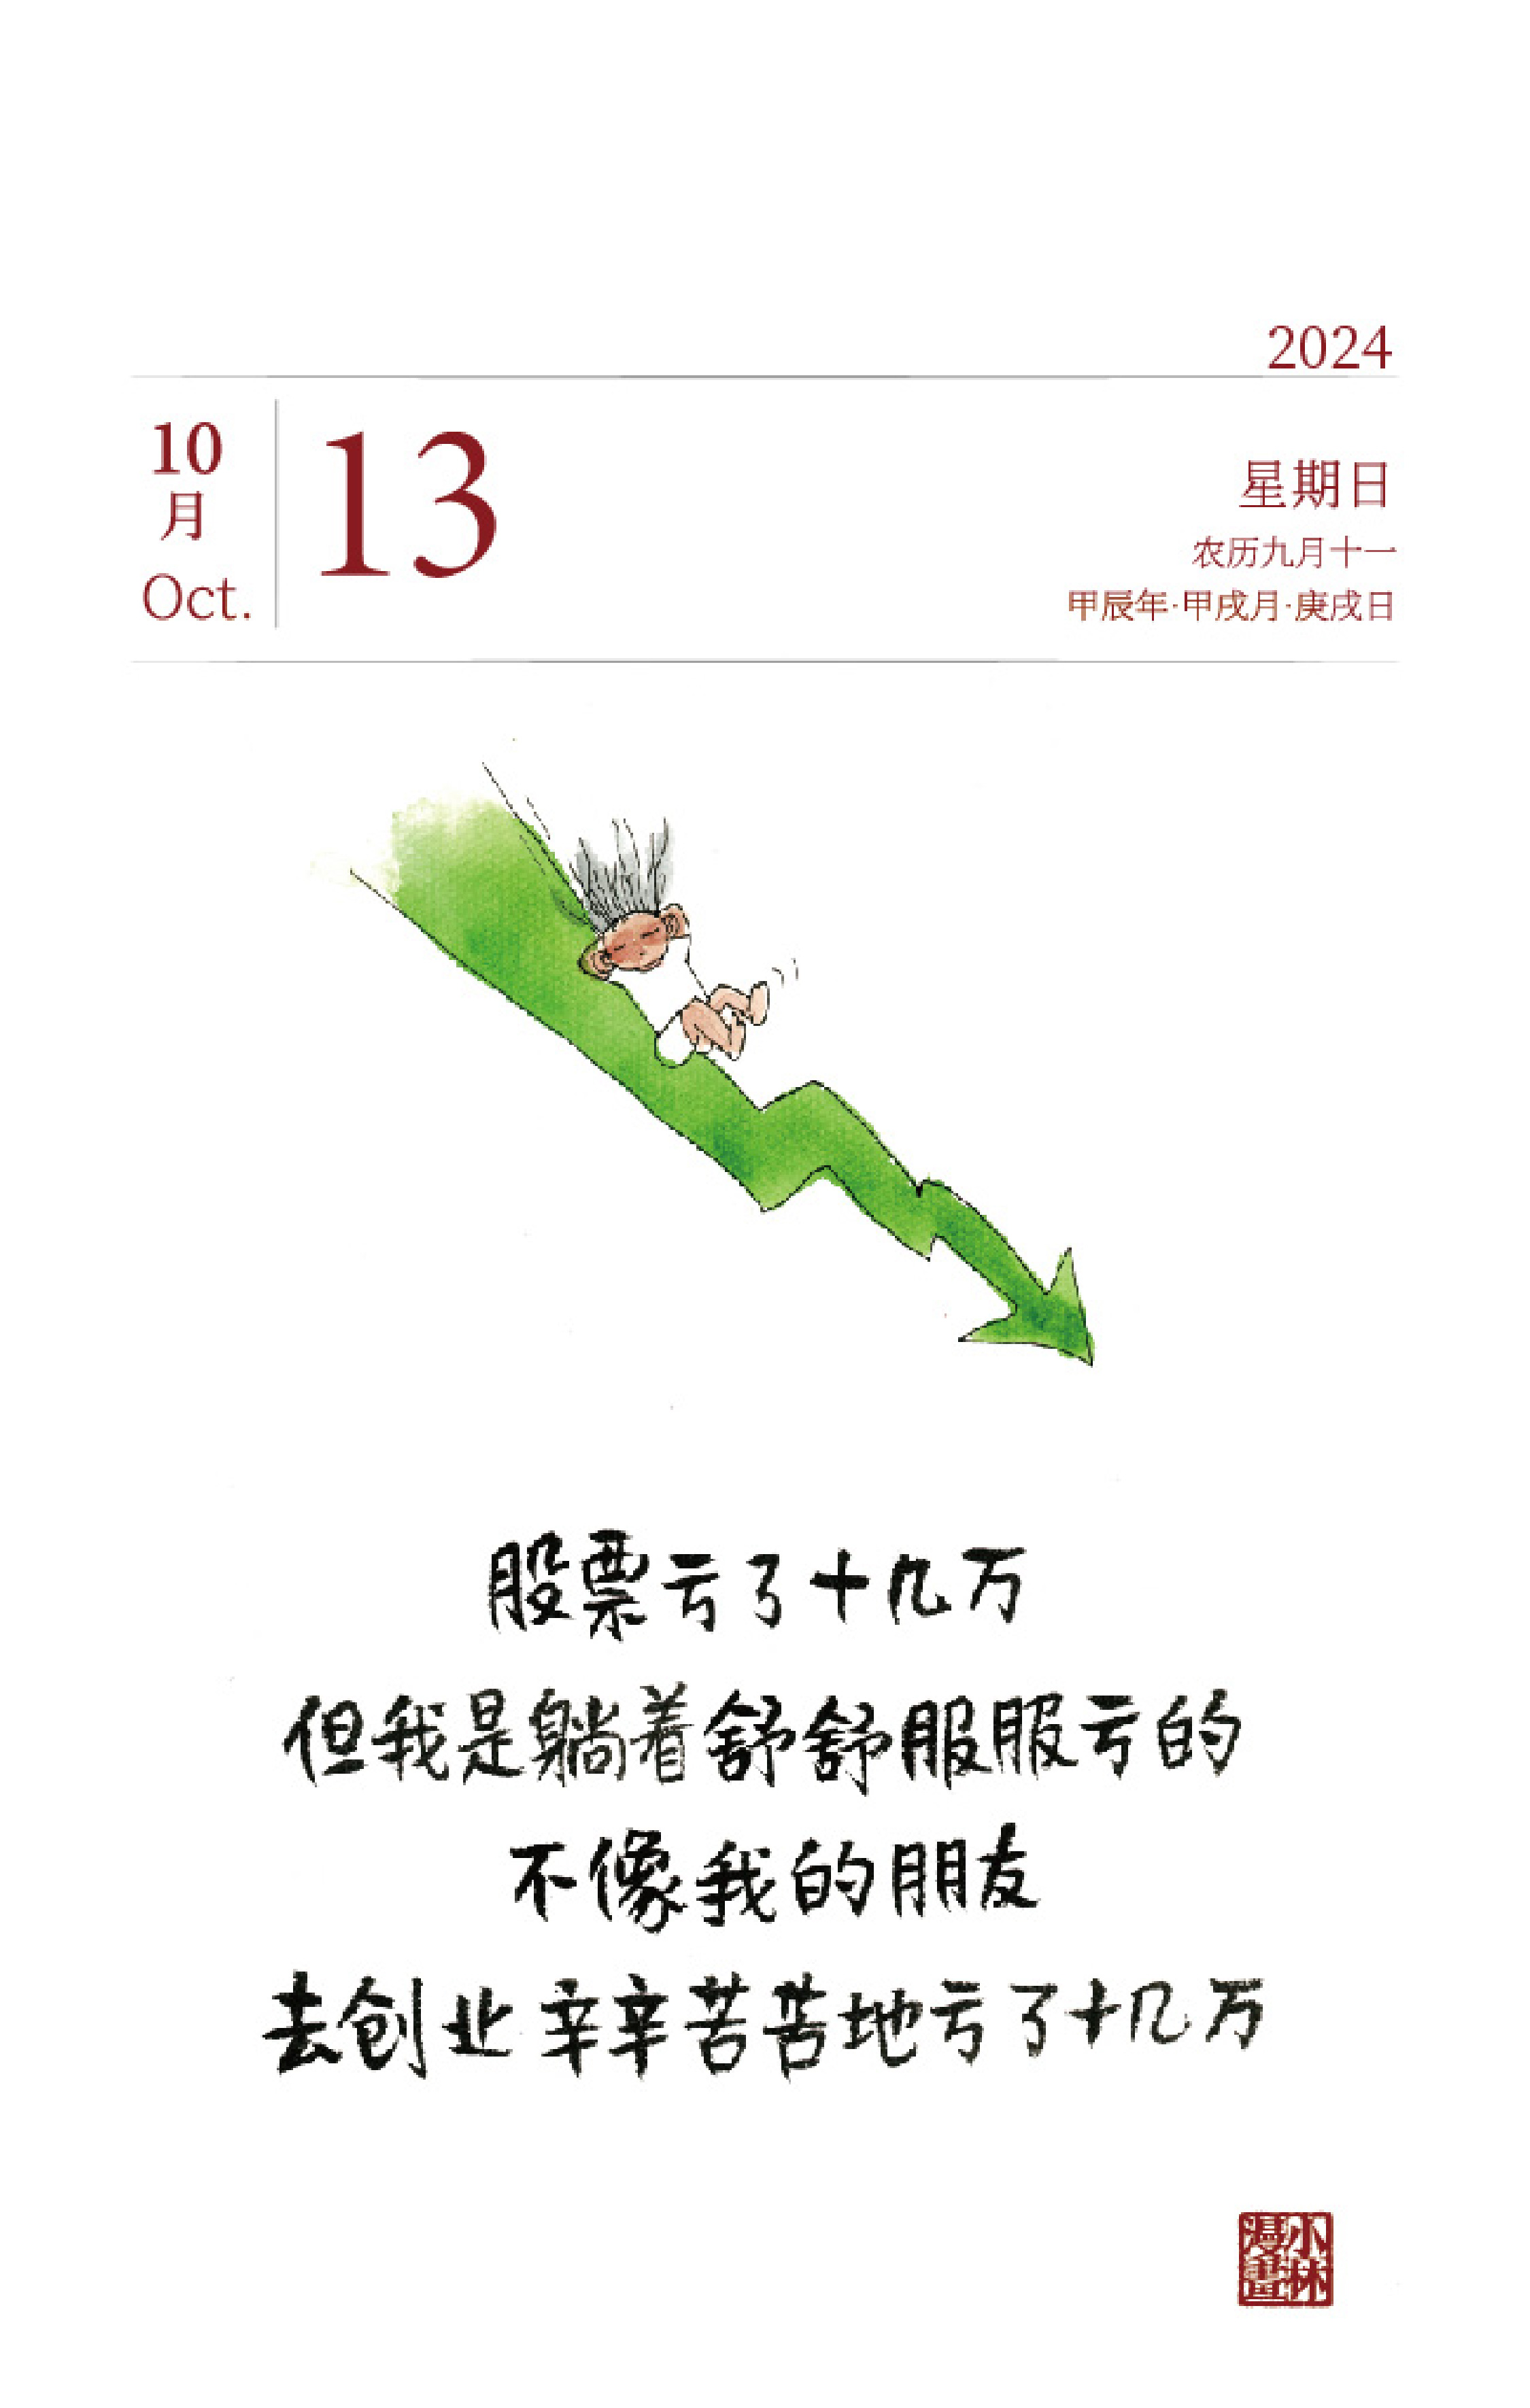 2024
10
月
Oct.
13
星期日
农历九月十一
甲辰年·甲戌月·庚戌日
股票亏了十几万
但我是躺着舒舒服服亏的
不像我的朋友
去创业辛辛苦苦地亏了十几万
小林
漫畫